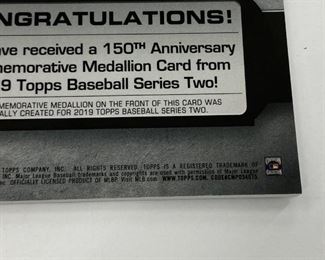 NGRATULATIONS!
ve received a 150TH Anniversary
emorative Medallion Card from
9 Topps Baseball Series Two!
MEMORATIVE MEDALLION ON THE FRONT OF THIS CARD WAS
ALLY CREATED FOR 2019 TOPPS BASEBALL SERIES TWO.
TOPPS COMPANY, INC. ALL RIGHTS RESERVED. TOPPS IS A REGISTERED TRADEMARK OF
INC. Major League Baseball trademarks and copyrights are used with permission of Major League
OFFICIALLY LICENSED PRODUCT OF MLBP. Visit MLB.com WWW.TOPPS.COM.